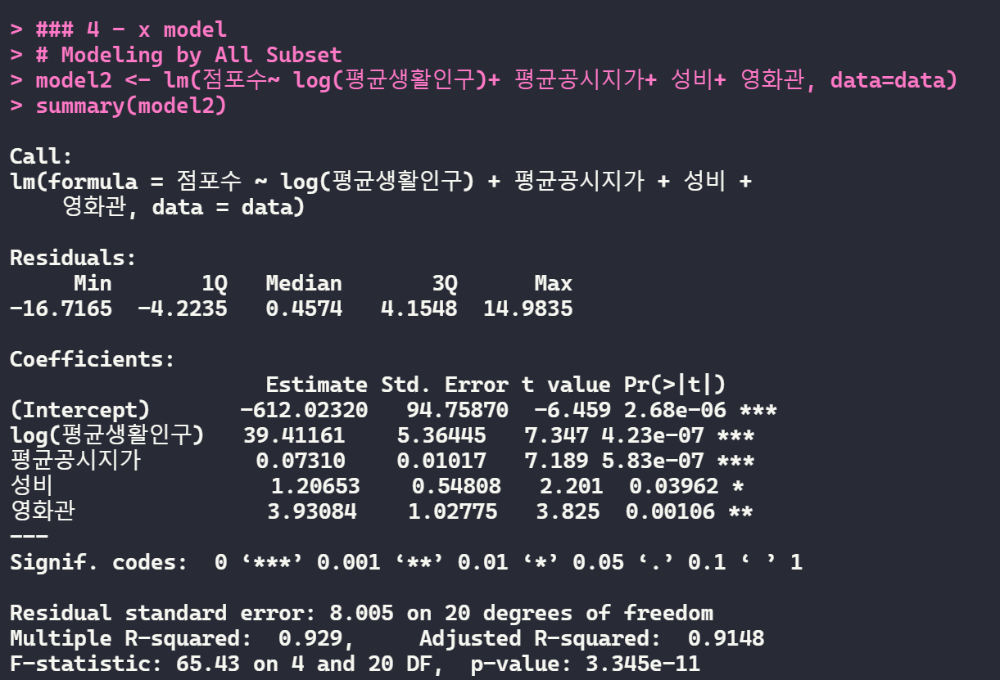 > ### 4 - x model
> # Modeling by All Subset
> model2 <- lm(점포수~ log(평균생활인구)+ 평균공시지가+ 성비+ 영화관, data=data)
> summary(model2)
Call:
lm(formula = 점포수 ~ log(평균생활인구) + 평균공시지가 + 성비 +
    영화관, data = data)
Residuals:
     Min       1Q   Median       3Q      Max
-16.7165  -4.2235   0.4574   4.1548  14.9835
Coefficients:
                    Estimate Std. Error t value Pr(>|t|)
(Intercept)       -612.02320   94.75870  -6.459 2.68e-06 ***
log(평균생활인구)   39.41161    5.36445   7.347 4.23e-07 ***
평균공시지가         0.07310    0.01017   7.189 5.83e-07 ***
성비                 1.20653    0.54808   2.201  0.03962 *
영화관               3.93084    1.02775   3.825  0.00106 **
---
Signif. codes:  0 ‘***’ 0.001 ‘**’ 0.01 ‘*’ 0.05 ‘.’ 0.1 ‘ ’ 1
Residual standard error: 8.005 on 20 degrees of freedom
Multiple R-squared:  0.929,     Adjusted R-squared:  0.9148
F-statistic: 65.43 on 4 and 20 DF,  p-value: 3.345e-11